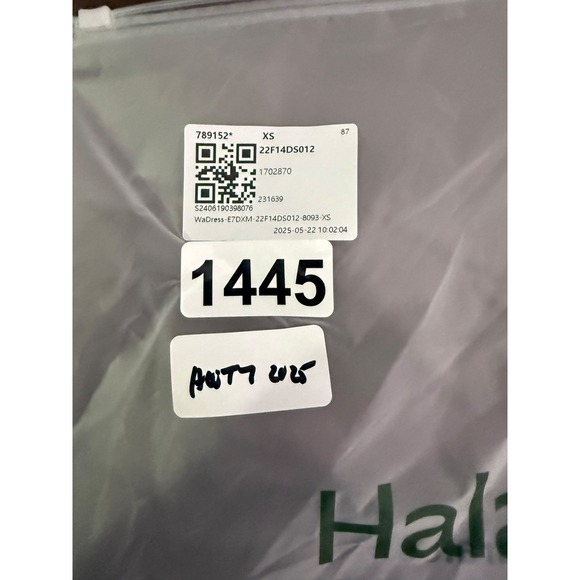 789152* XS 87
22F14DS012
1702870
231639
S2406190398076
WaDress-E7DXM-22F14DS012-8093-XS
2025-05-22 10:02:04
1445
2025
Hala